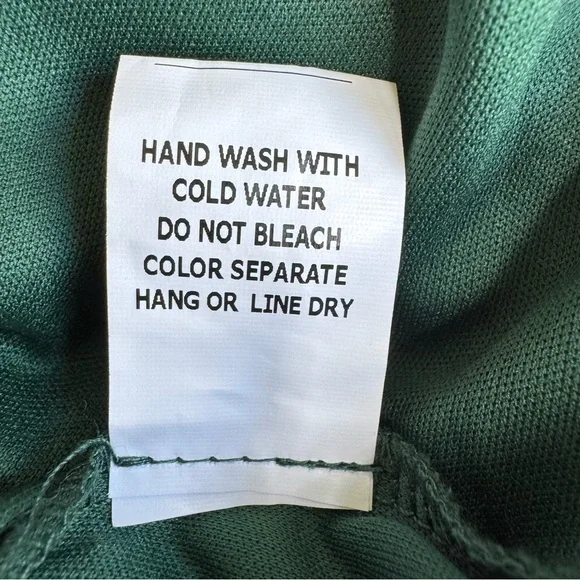 HAND WASH WITH
COLD WATER
DO NOT BLEACH
COLOR SEPARATE
HANG OR LINE DRY